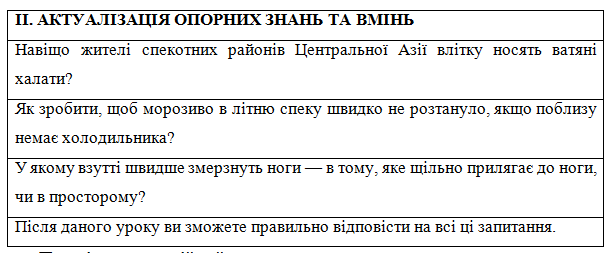 ІІ. АКТУАЛІЗАЦІЯ ОПОРНИХ ЗНАНЬ ТА ВМІНЬ
Навіщо жителі спекотних районів Центральної Азії влітку носять ватяні
халати?
Як зробити, щоб морозиво в літню спеку швидко не розтануло, якщо поблизу
немає холодильника?
У якому взутті швидше змерзнуть ноги — в тому, яке щільно прилягає до ноги,
чи в просторому?
Після даного уроку ви зможете правильно відповісти на всі ці запитання.